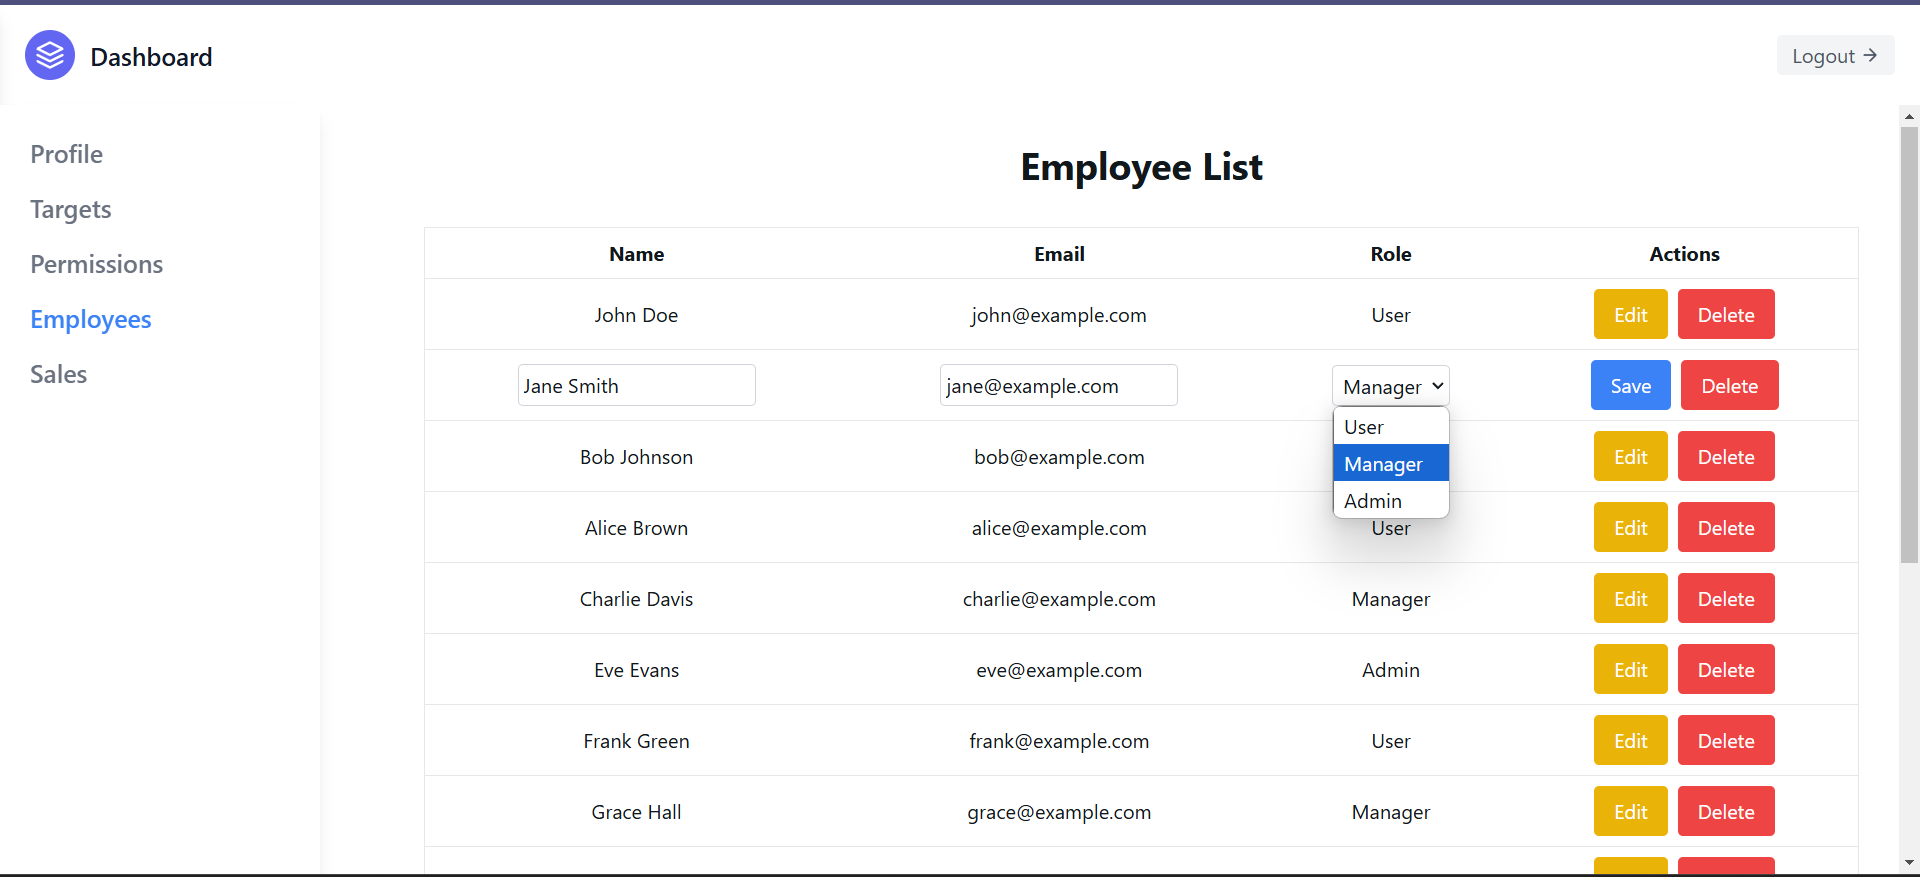 Dashboard
Logout →
Profile
Targets
Permissions
Employees
Sales
Employee List
Name Email Role Actions
John Doe john@example.com User Edit Delete
Jane Smith jane@example.com Manager Save Delete
User
Manager
Admin
Bob Johnson bob@example.com Edit Delete
Alice Brown alice@example.com User Edit Delete
Charlie Davis charlie@example.com Manager Edit Delete
Eve Evans eve@example.com Admin Edit Delete
Frank Green frank@example.com User Edit Delete
Grace Hall grace@example.com Manager Edit Delete